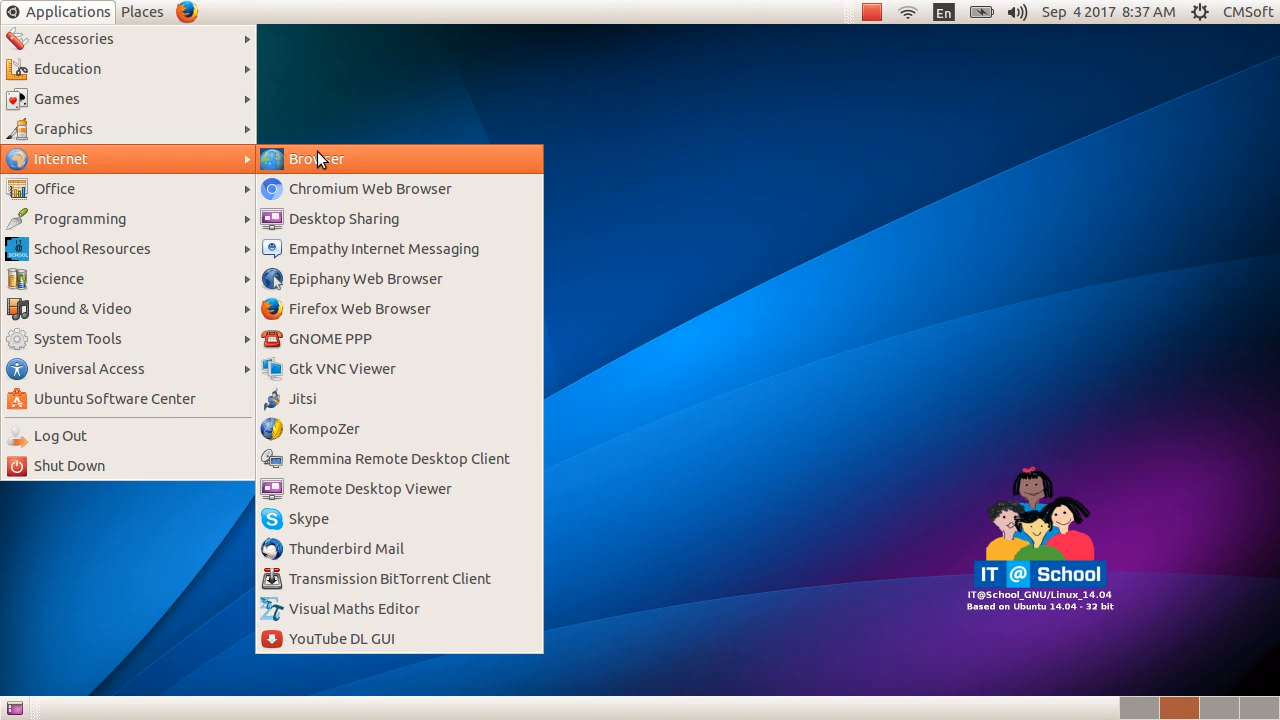 Applications Places En Sep 4 2017 8:37 AM CMSoft
Accessories
Education
Games
Graphics
Internet
Office
Programming
School Resources
Science
Sound & Video
System Tools
Universal Access
Ubuntu Software Center
Log Out
Shut Down
Browser
Chromium Web Browser
Desktop Sharing
Empathy Internet Messaging
Epiphany Web Browser
Firefox Web Browser
GNOME PPP
Gtk VNC Viewer
Jitsi
KompoZer
Remmina Remote Desktop Client
Remote Desktop Viewer
Skype
Thunderbird Mail
Transmission BitTorrent Client
Visual Maths Editor
YouTube DL GUI
IT @ School
IT@School_GNU/Linux_14.04
Based on Ubuntu 14.04 - 32 bit